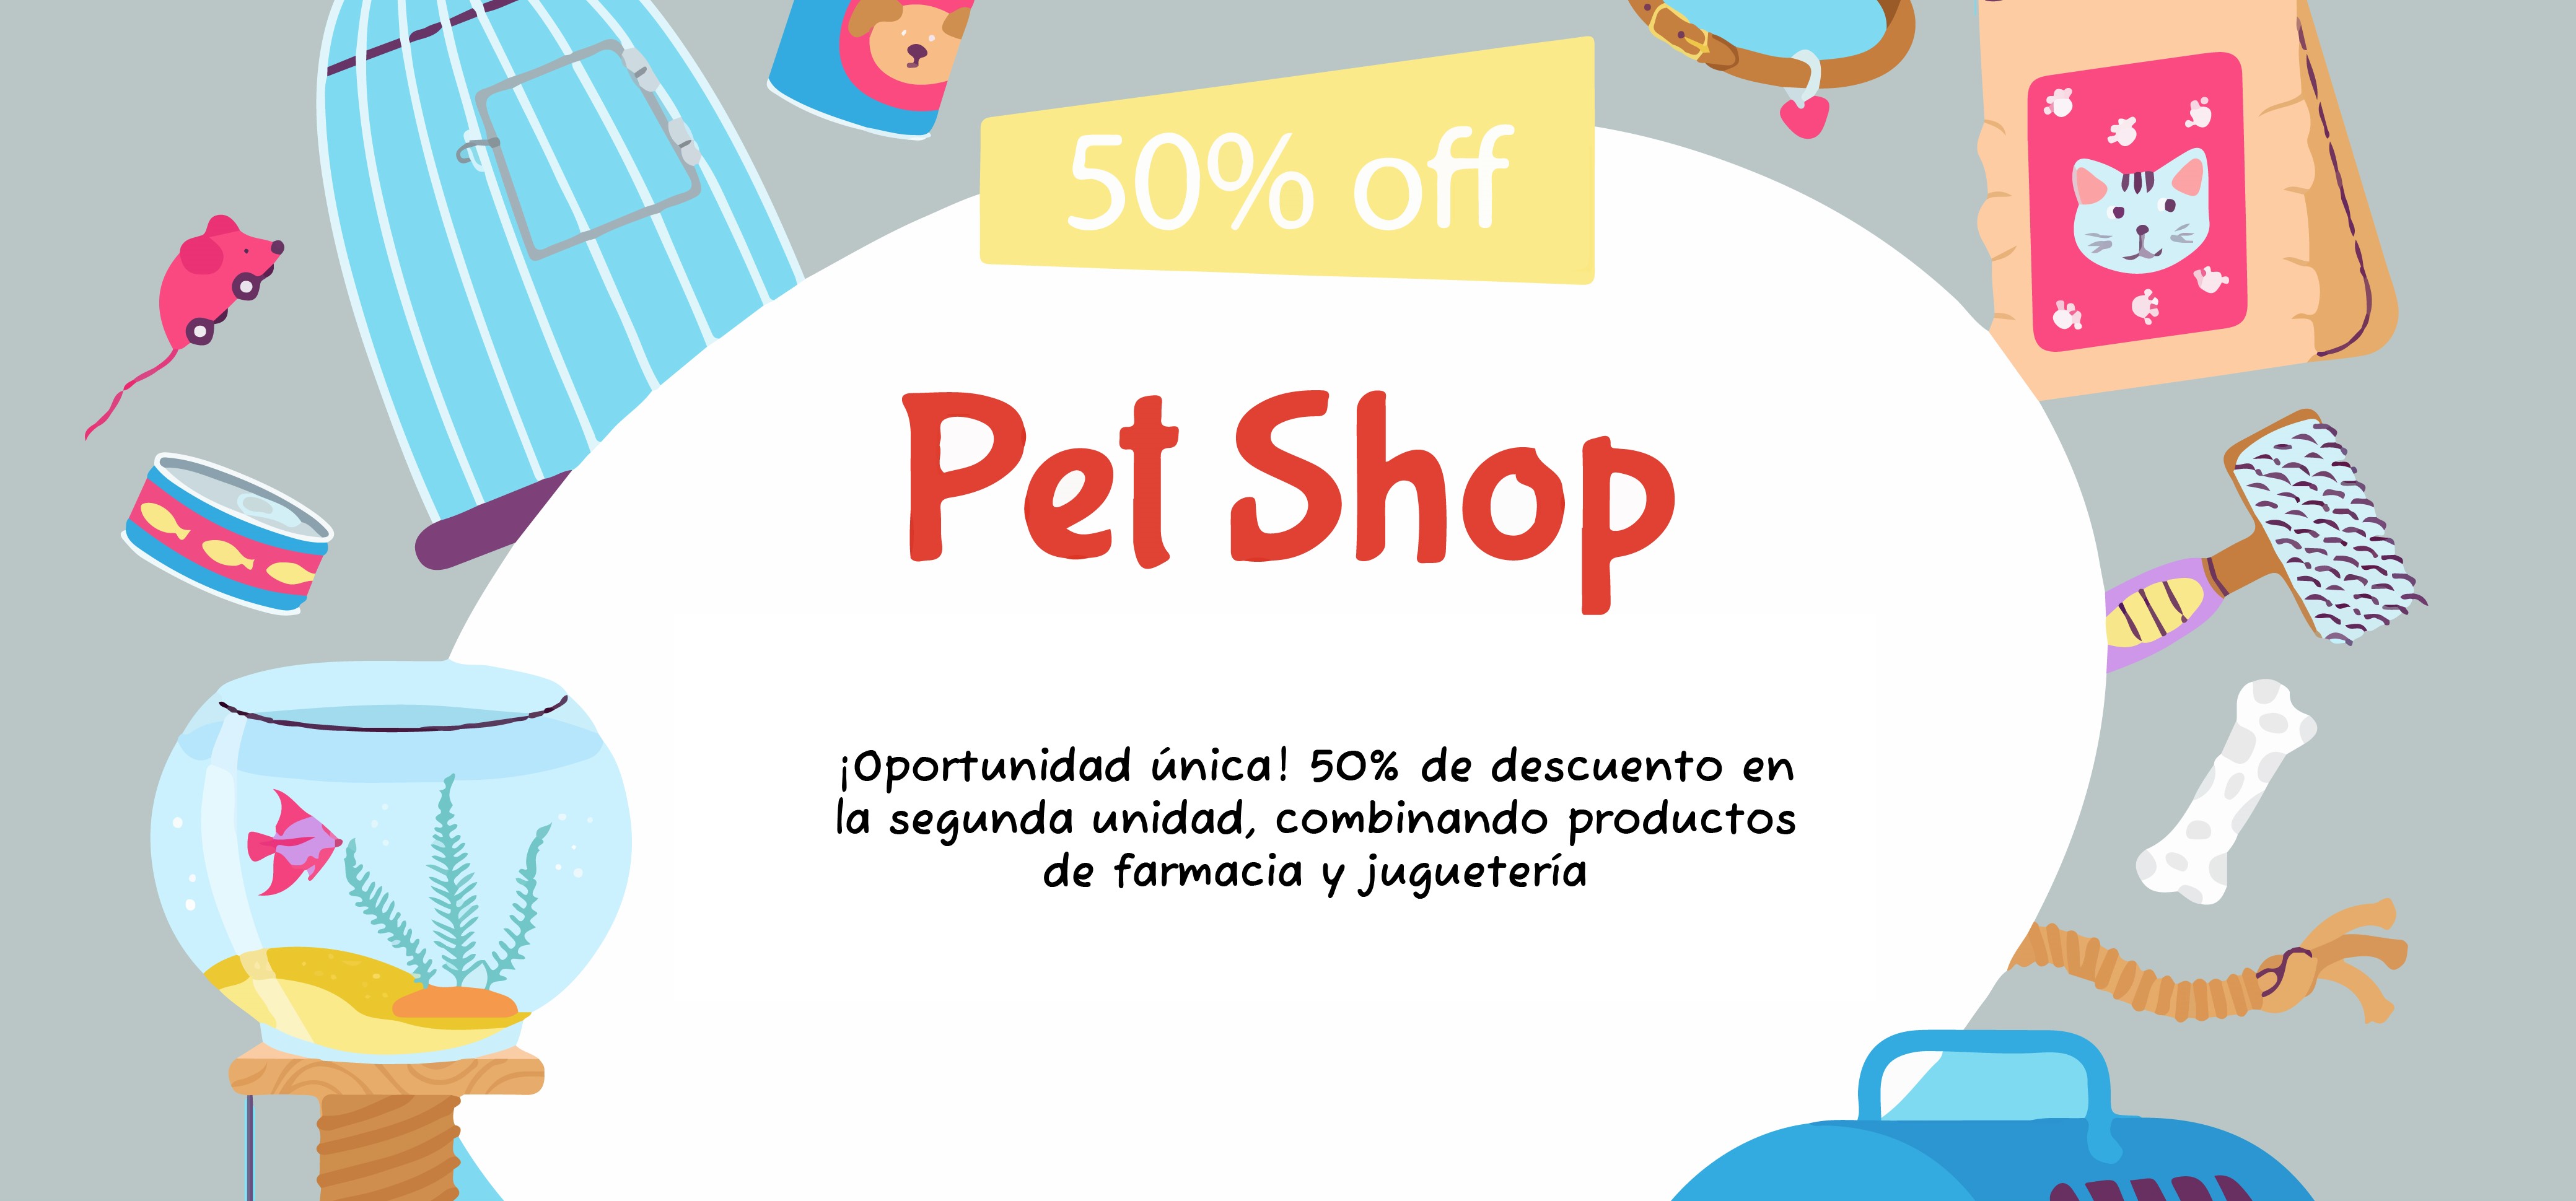 50% off
Pet Shop
¡Oportunidad única! 50% de descuento en
la segunda unidad, combinando productos
de farmacia y juguetería